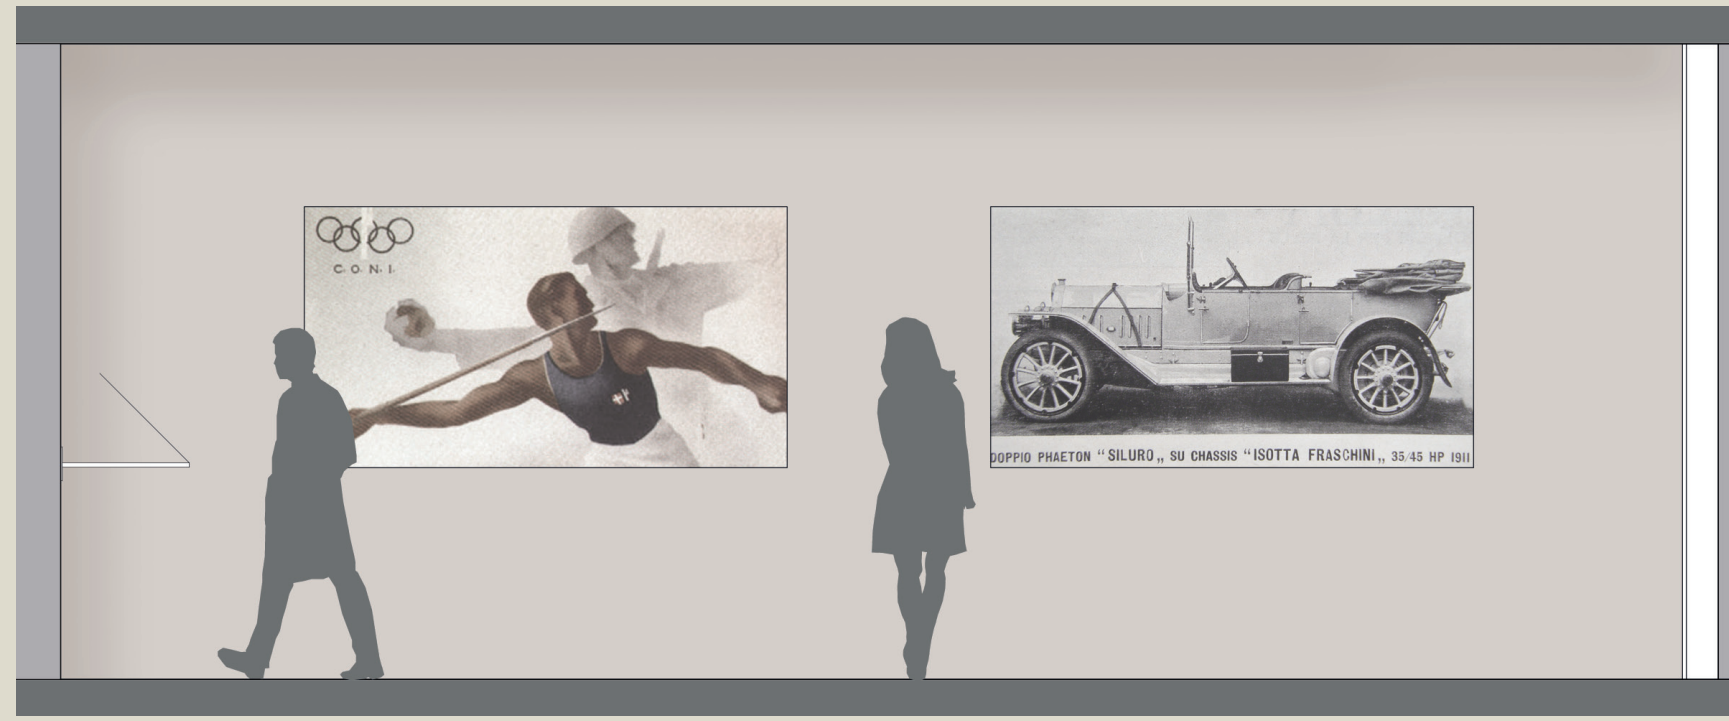 C. O. N. I.
DOPPIO PHAETON "SILURO„ SU CHASSIS "ISOTTA FRASCHINI„ 35/45 HP 1911